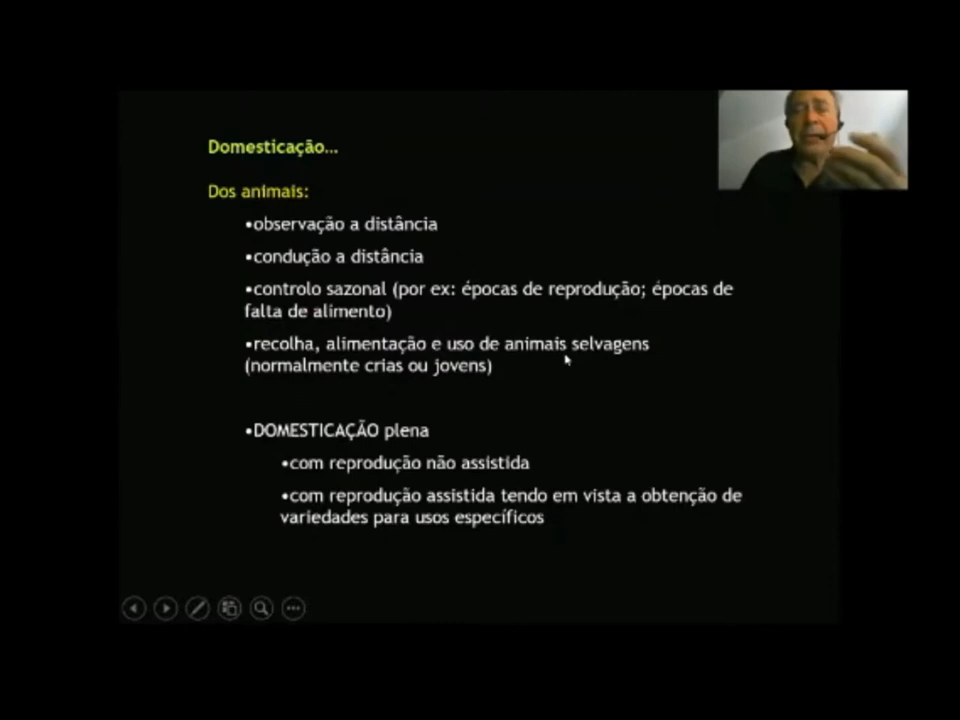 Domesticação...
Dos animais:
•observação a distância
•condução a distância
•controlo sazonal (por ex: épocas de reprodução; épocas de
falta de alimento)
•recolha, alimentação e uso de animais selvagens
(normalmente crias ou jovens)
•DOMESTICAÇÃO plena
•com reprodução não assistida
•com reprodução assistida tendo em vista a obtenção de
variedades para usos específicos